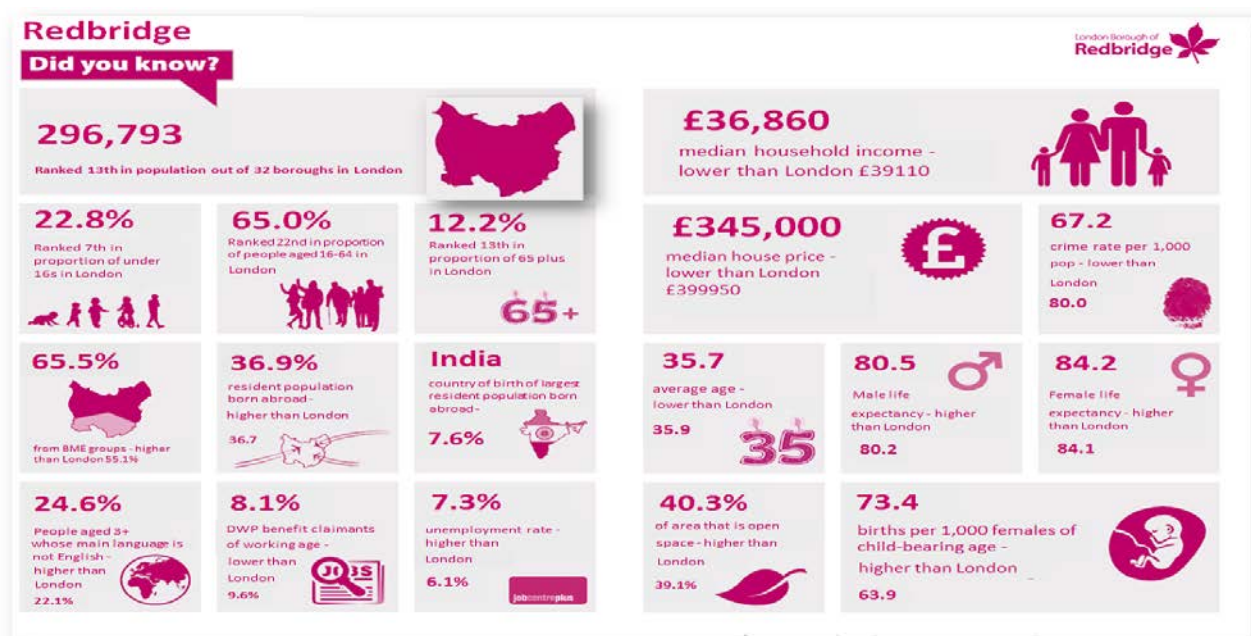 Redbridge
Did you know?
London Borough of
Redbridge
296,793
Ranked 13th in population out of 32 boroughs in London
£36,860
median household income -
lower than London £39110
22.8%
Ranked 7th in
proportion of under
16s in London
65.0%
Ranked 22nd in proportion
of people aged 16-64 in
London
12.2%
Ranked 13th in
proportion of 65 plus
in London
65+
£345,000
median house price -
lower than London
£399950
£
67.2
crime rate per 1,000
pop - lower than
London
80.0
65.5%
from BME groups - higher
than London 55.1%
36.9%
resident population
born abroad-
higher than London
36.7
India
country of birth of largest
resident population born
abroad-
7.6%
35.7
average age -
lower than London
35.9
35
80.5
Male life
expectancy - higher
than London
80.2
84.2
Female life
expectancy - higher
than London
84.1
24.6%
People aged 3+
whose main language is
not English -
higher than
London
22.1%
8.1%
DWP benefit claimants
of working age -
lower than
London
9.6%
JOBS
7.3%
unemployment rate -
higher than
London
6.1%
jobcentreplus
40.3%
of area that is open
space - higher than
London
39.1%
73.4
births per 1,000 females of
child-bearing age -
higher than London
63.9